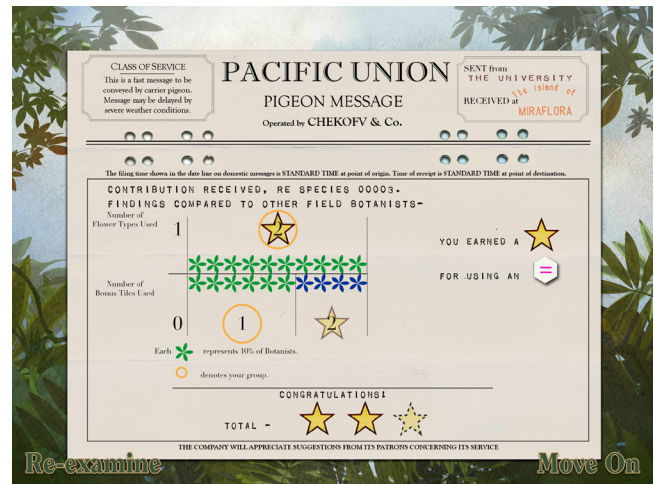 CLASS OF SERVICE
This is a fast message to be
conveyed by carrier pigeon.
Message may be delayed by
severe weather conditions.
PACIFIC UNION
PIGEON MESSAGE
Operated by CHEKOFV & Co.
SENT from
THE UNIVERSITY
The island of
RECEIVED at
MIRAFLORA
The filing time shown in the date line on domestic messages is STANDARD TIME at point of origin. Time of receipt is STANDARD TIME at point of destination.
CONTRIBUTION RECEIVED, RE SPECIES 00003.
FINDINGS COMPARED TO OTHER FIELD BOTANISTS-
Number of
Flower Types Used
1
2
YOU EARNED A
FOR USING AN =
Number of
Bonus Tiles Used
0
1
2
Each represents 10% of Botanists.
denotes your group.
CONGRATULATIONS!
TOTAL -
THE COMPANY WILL APPRECIATE SUGGESTIONS FROM ITS PATRONS CONCERNING ITS SERVICE
Re-examine
Move On